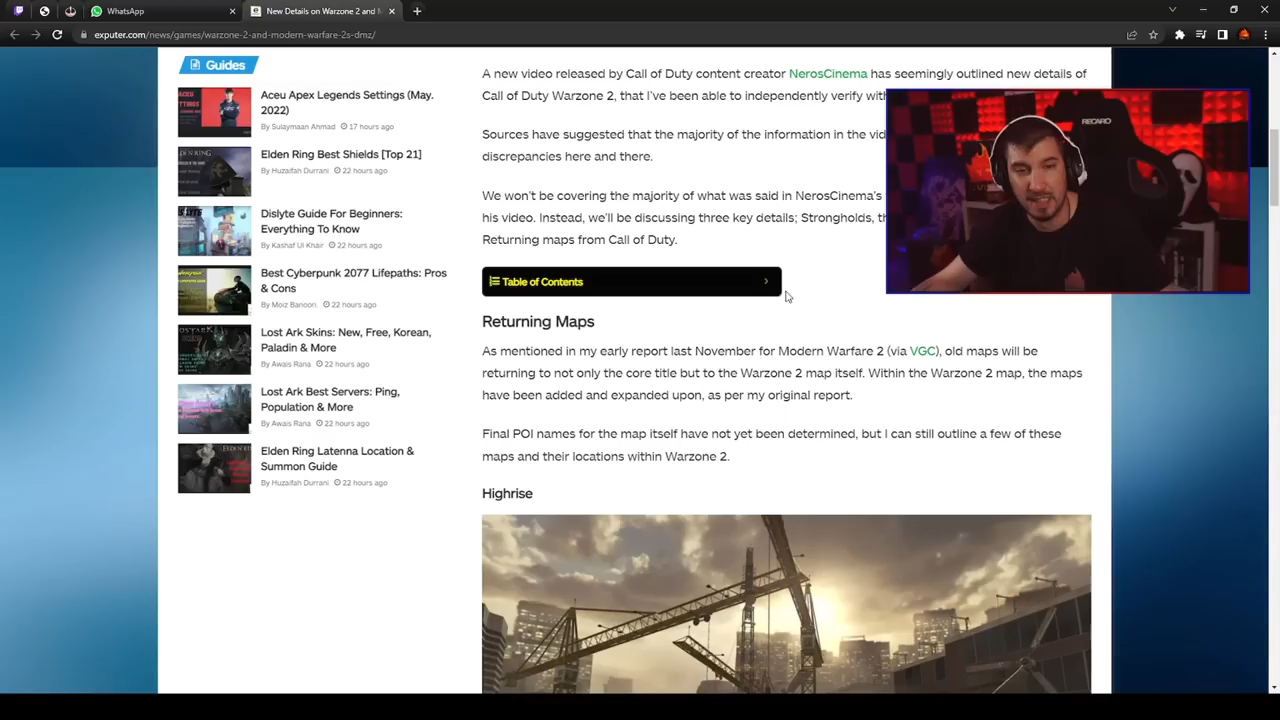 WhatsApp
New Details on Warzone 2 and M
exputer.com/news/games/warzone-2-and-modern-warfare-2s-dmz/
Guides
Aceu Apex Legends Settings (May.
2022)
By Sulaymaan Ahmad 17 hours ago
Elden Ring Best Shields [Top 21]
By Huzaifah Durrani 22 hours ago
Dislyte Guide For Beginners:
Everything To Know
By Kashaf Ul Khair 22 hours ago
Best Cyberpunk 2077 Lifepaths: Pros
& Cons
By Moiz Banoori. 22 hours ago
Lost Ark Skins: New, Free, Korean,
Paladin & More
By Awais Rana 22 hours ago
Lost Ark Best Servers: Ping,
Population & More
By Awais Rana 22 hours ago
Elden Ring Latenna Location &
Summon Guide
By Huzaifah Durrani 22 hours ago
A new video released by Call of Duty content creator NerosCinema has seemingly outlined new details of
Call of Duty Warzone 2, that I've been able to independently verify with
Sources have suggested that the majority of the information in the vid
discrepancies here and there.
We won't be covering the majority of what was said in NerosCinema's
his video. Instead, we'll be discussing three key details; Strongholds, th
Returning maps from Call of Duty.
Table of Contents
Returning Maps
As mentioned in my early report last November for Modern Warfare 2 (via VGC), old maps will be
returning to not only the core title but to the Warzone 2 map itself. Within the Warzone 2 map, the maps
have been added and expanded upon, as per my original report.
Final POI names for the map itself have not yet been determined, but I can still outline a few of these
maps and their locations within Warzone 2.
Highrise
RECARO